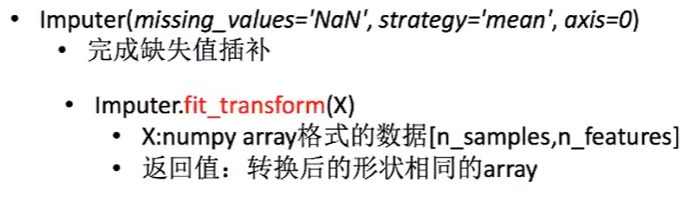 • Imputer(missing_values='NaN', strategy='mean', axis=0)
• 完成缺失值插补
• Imputer.fit_transform(X)
• X:numpy array格式的数据[n_samples,n_features]
• 返回值：转换后的形状相同的array